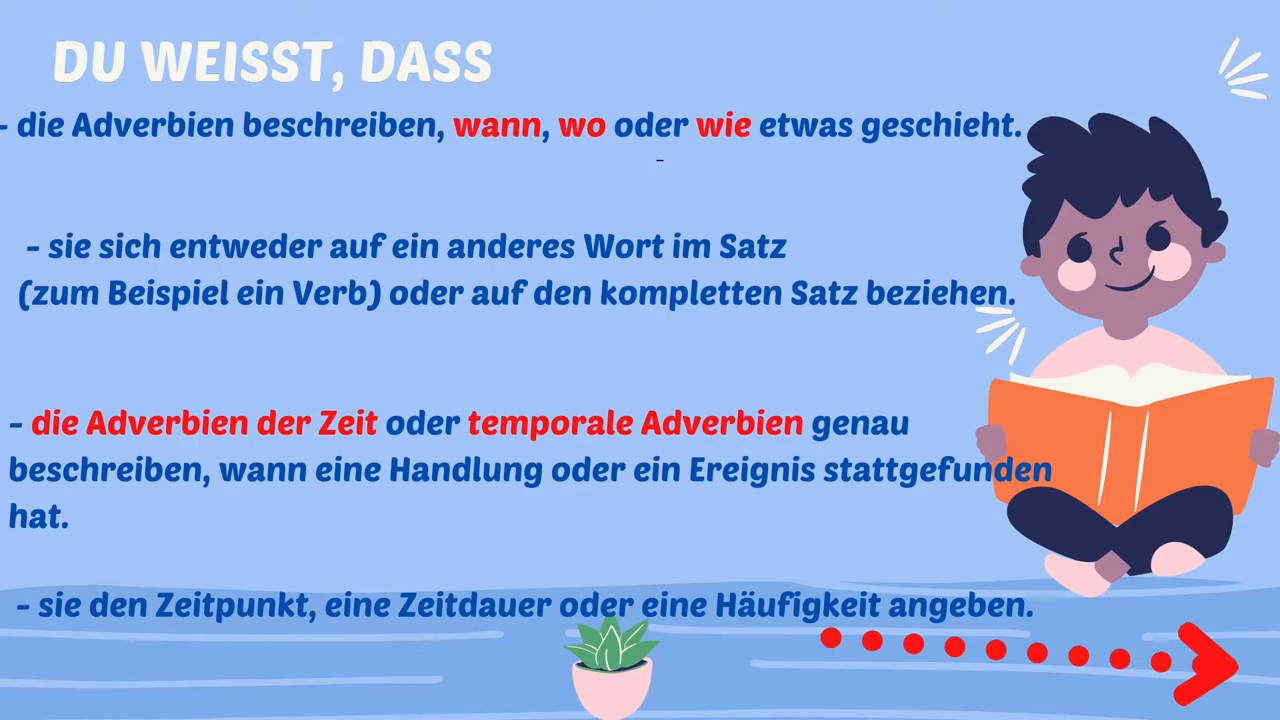 DU WEISST, DASS
- die Adverbien beschreiben, wann, wo oder wie etwas geschieht.
-
- sie sich entweder auf ein anderes Wort im Satz
(zum Beispiel ein Verb) oder auf den kompletten Satz beziehen.
- die Adverbien der Zeit oder temporale Adverbien genau
beschreiben, wann eine Handlung oder ein Ereignis stattgefunden
hat.
- sie den Zeitpunkt, eine Zeitdauer oder eine Häufigkeit angeben.